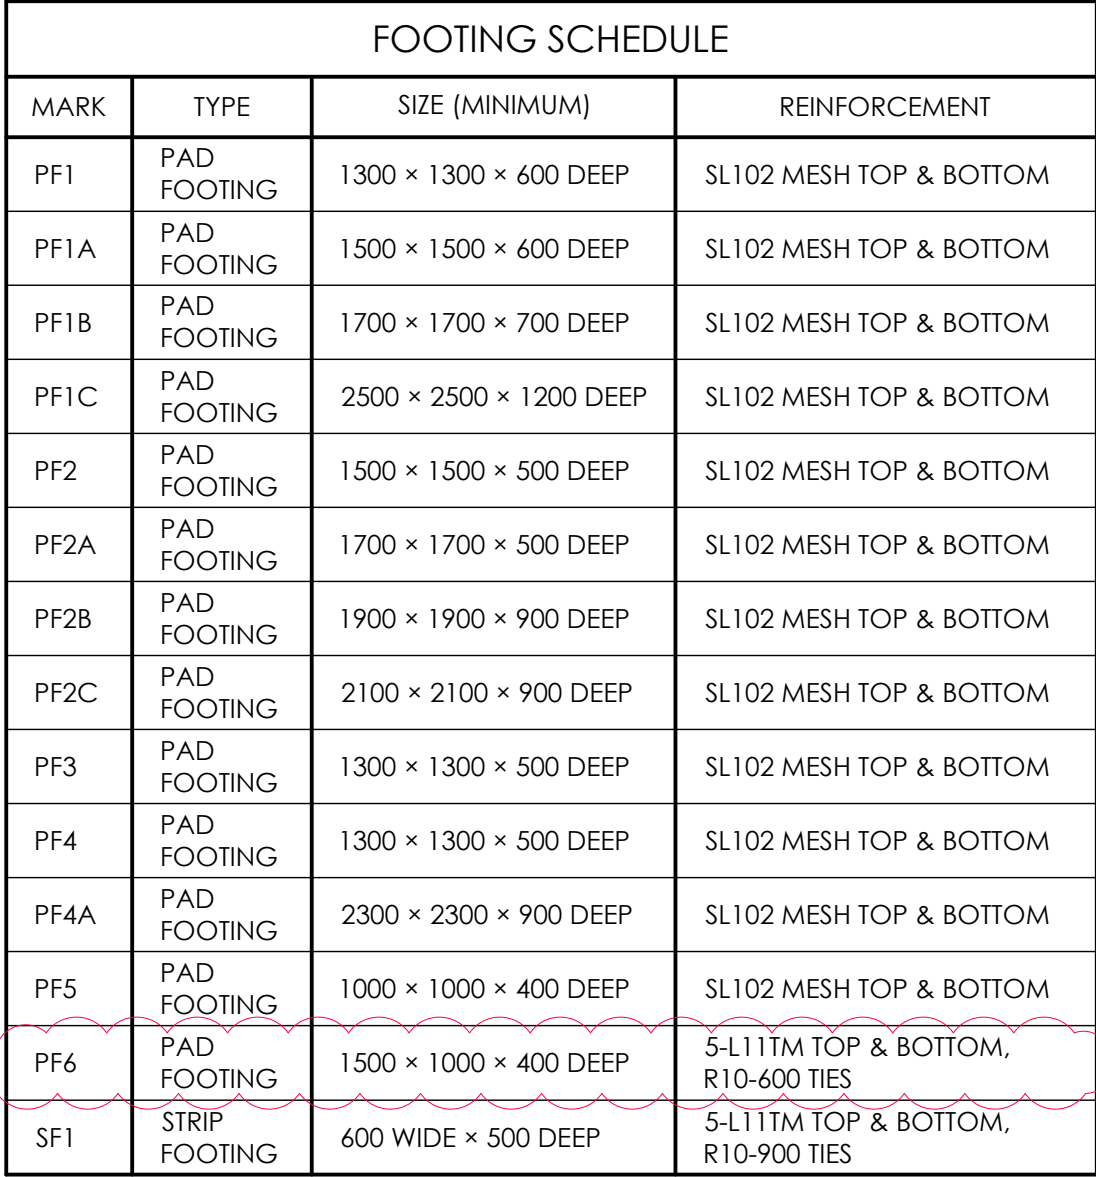 FOOTING SCHEDULE
MARK TYPE SIZE (MINIMUM) REINFORCEMENT
PF1 PAD FOOTING 1300 × 1300 × 600 DEEP SL102 MESH TOP & BOTTOM
PF1A PAD FOOTING 1500 × 1500 × 600 DEEP SL102 MESH TOP & BOTTOM
PF1B PAD FOOTING 1700 × 1700 × 700 DEEP SL102 MESH TOP & BOTTOM
PF1C PAD FOOTING 2500 × 2500 × 1200 DEEP SL102 MESH TOP & BOTTOM
PF2 PAD FOOTING 1500 × 1500 × 500 DEEP SL102 MESH TOP & BOTTOM
PF2A PAD FOOTING 1700 × 1700 × 500 DEEP SL102 MESH TOP & BOTTOM
PF2B PAD FOOTING 1900 × 1900 × 900 DEEP SL102 MESH TOP & BOTTOM
PF2C PAD FOOTING 2100 × 2100 × 900 DEEP SL102 MESH TOP & BOTTOM
PF3 PAD FOOTING 1300 × 1300 × 500 DEEP SL102 MESH TOP & BOTTOM
PF4 PAD FOOTING 1300 × 1300 × 500 DEEP SL102 MESH TOP & BOTTOM
PF4A PAD FOOTING 2300 × 2300 × 900 DEEP SL102 MESH TOP & BOTTOM
PF5 PAD FOOTING 1000 × 1000 × 400 DEEP SL102 MESH TOP & BOTTOM
PF6 PAD FOOTING 1500 × 1000 × 400 DEEP 5-L11TM TOP & BOTTOM, R10-600 TIES
SF1 STRIP FOOTING 600 WIDE × 500 DEEP 5-L11TM TOP & BOTTOM, R10-900 TIES